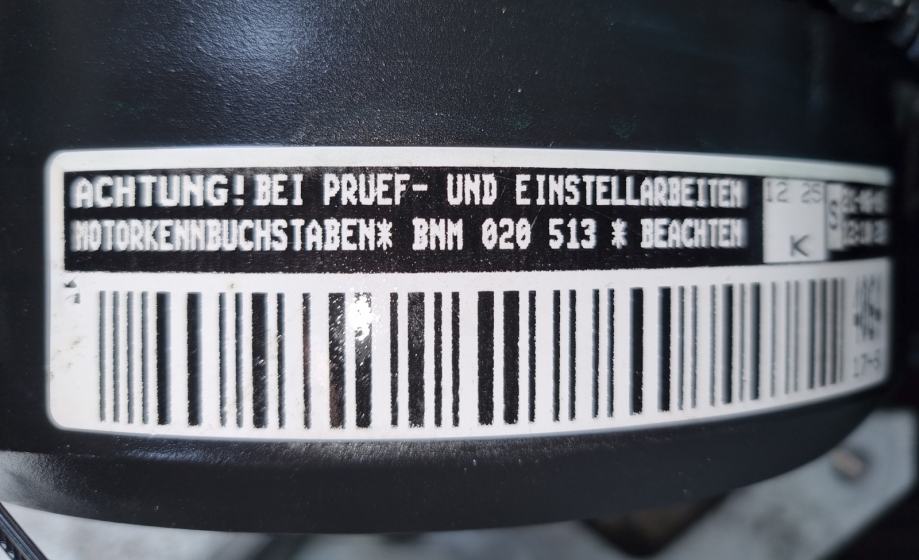 ACHTUNG! BEI PRUEF- UND EINSTELLARBEITEN
MOTORKENNBUCHSTABEN* BNM 020 513 * BEACHTEN
12 25
K
S